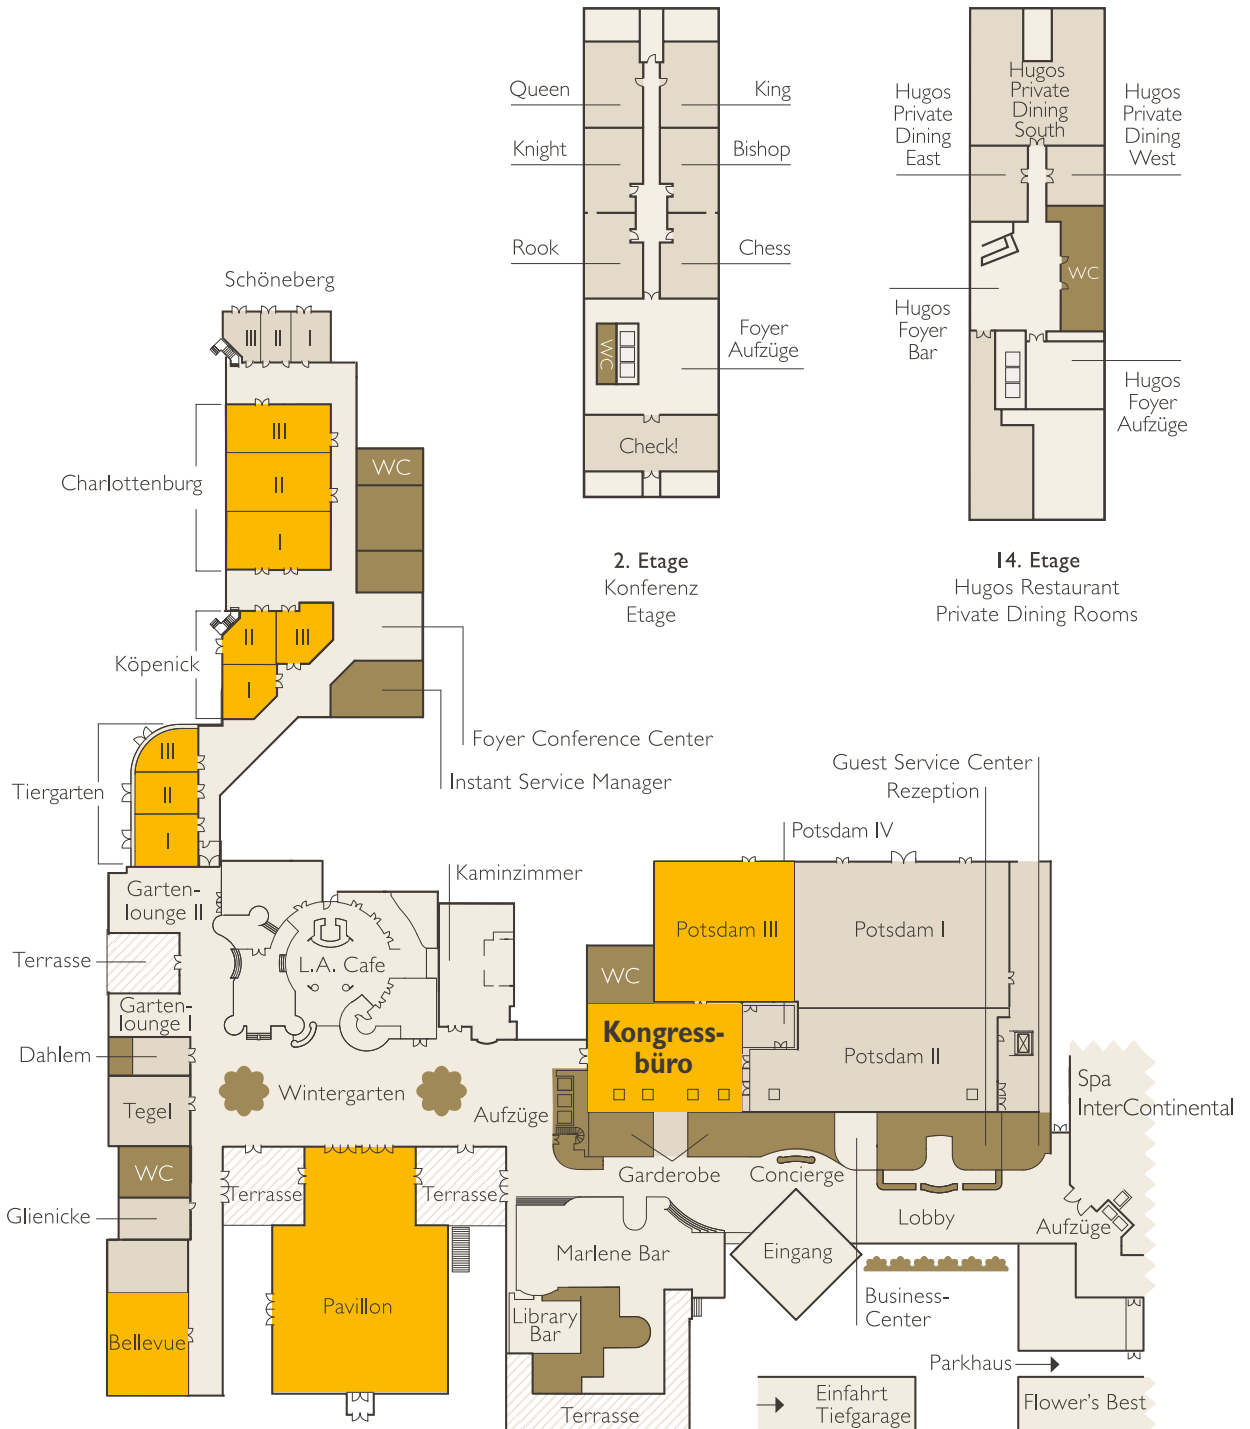 Queen
King
Knight
Bishop
Rook
Chess
WC
Foyer
Aufzüge
Check!
2. Etage
Konferenz
Etage
Hugos
Private
Dining
South
Hugos
Private
Dining
East
Hugos
Private
Dining
West
WC
Hugos
Foyer
Bar
Hugos
Foyer
Aufzüge
14. Etage
Hugos Restaurant
Private Dining Rooms
Schöneberg
III
II
I
Charlottenburg
III
II
I
WC
Köpenick
II
III
I
Foyer Conference Center
Instant Service Manager
Tiergarten
III
II
I
Guest Service Center
Rezeption
Potsdam IV
Kaminzimmer
Garten-
lounge II
Terrasse
L.A. Cafe
Potsdam III
Potsdam I
WC
Garten-
lounge I
Kongress-
büro
Potsdam II
Dahlem
Wintergarten
Tegel
Aufzüge
Spa
InterContinental
WC
Terrasse
Terrasse
Garderobe
Concierge
Glienicke
Lobby
Aufzüge
Marlene Bar
Eingang
Pavillon
Library
Bar
Business-
Center
Bellevue
Parkhaus
Terrasse
Einfahrt
Tiefgarage
Flower's Best